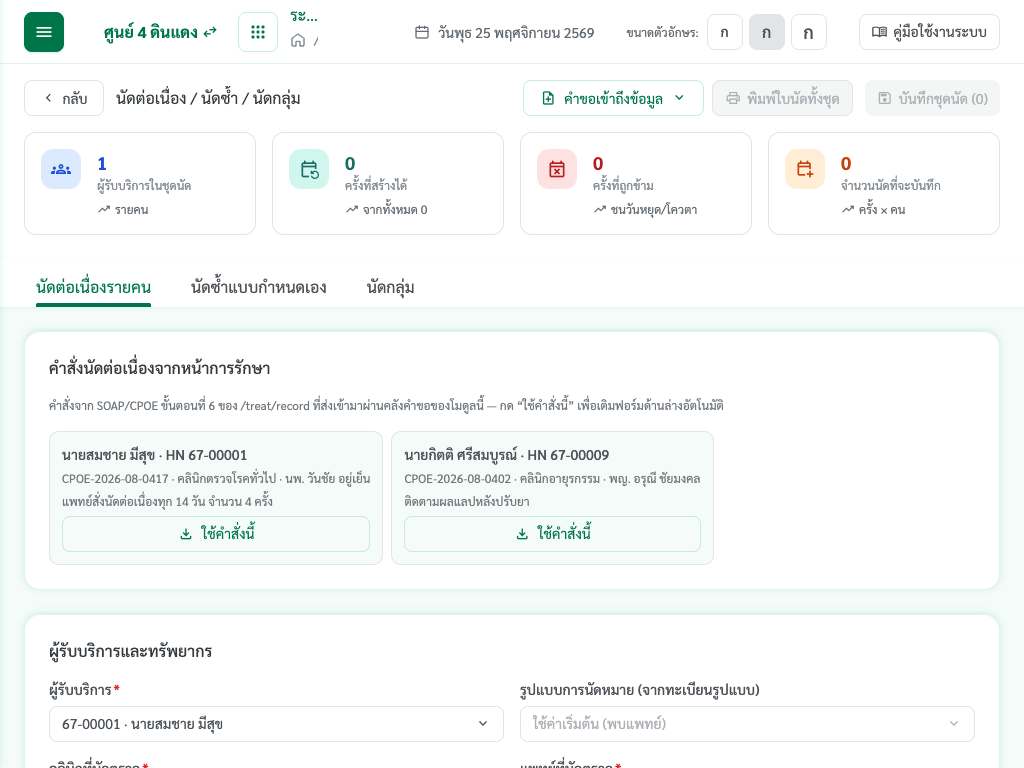 ศูนย์ 4 ดินแดง
ระ...
/
วันพุธ 25 พฤศจิกายน 2569
ขนาดตัวอักษร:
ก
ก
ก
คู่มือใช้งานระบบ
กลับ
นัดต่อเนื่อง / นัดซ้ำ / นัดกลุ่ม
คำขอเข้าถึงข้อมูล
พิมพ์ใบนัดทั้งชุด
บันทึกชุดนัด (0)
1
ผู้รับบริการในชุดนัด
รายคน
0
ครั้งที่สร้างได้
จากทั้งหมด 0
0
ครั้งที่ถูกข้าม
ชนวันหยุด/โควตา
0
จำนวนนัดที่จะบันทึก
ครั้ง × คน
นัดต่อเนื่องรายคน
นัดซ้ำแบบกำหนดเอง
นัดกลุ่ม
คำสั่งนัดต่อเนื่องจากหน้าการรักษา
คำสั่งจาก SOAP/CPOE ขั้นตอนที่ 6 ของ /treat/record ที่ส่งเข้ามาผ่านคลังคำขอของโมดูลนี้ — กด “ใช้คำสั่งนี้” เพื่อเติมฟอร์มด้านล่างอัตโนมัติ
นายสมชาย มีสุข · HN 67-00001
CPOE-2026-08-0417 · คลินิกตรวจโรคทั่วไป · นพ. วันชัย อยู่เย็น
แพทย์สั่งนัดต่อเนื่องทุก 14 วัน จำนวน 4 ครั้ง
ใช้คำสั่งนี้
นายกิตติ ศรีสมบูรณ์ · HN 67-00009
CPOE-2026-08-0402 · คลินิกอายุรกรรม · พญ. อรุณี ชัยมงคล
ติดตามผลแลปหลังปรับยา
ใช้คำสั่งนี้
ผู้รับบริการและทรัพยากร
ผู้รับบริการ*
รูปแบบการนัดหมาย (จากทะเบียนรูปแบบ)
67-00001 · นายสมชาย มีสุข
ใช้ค่าเริ่มต้น (พบแพทย์)